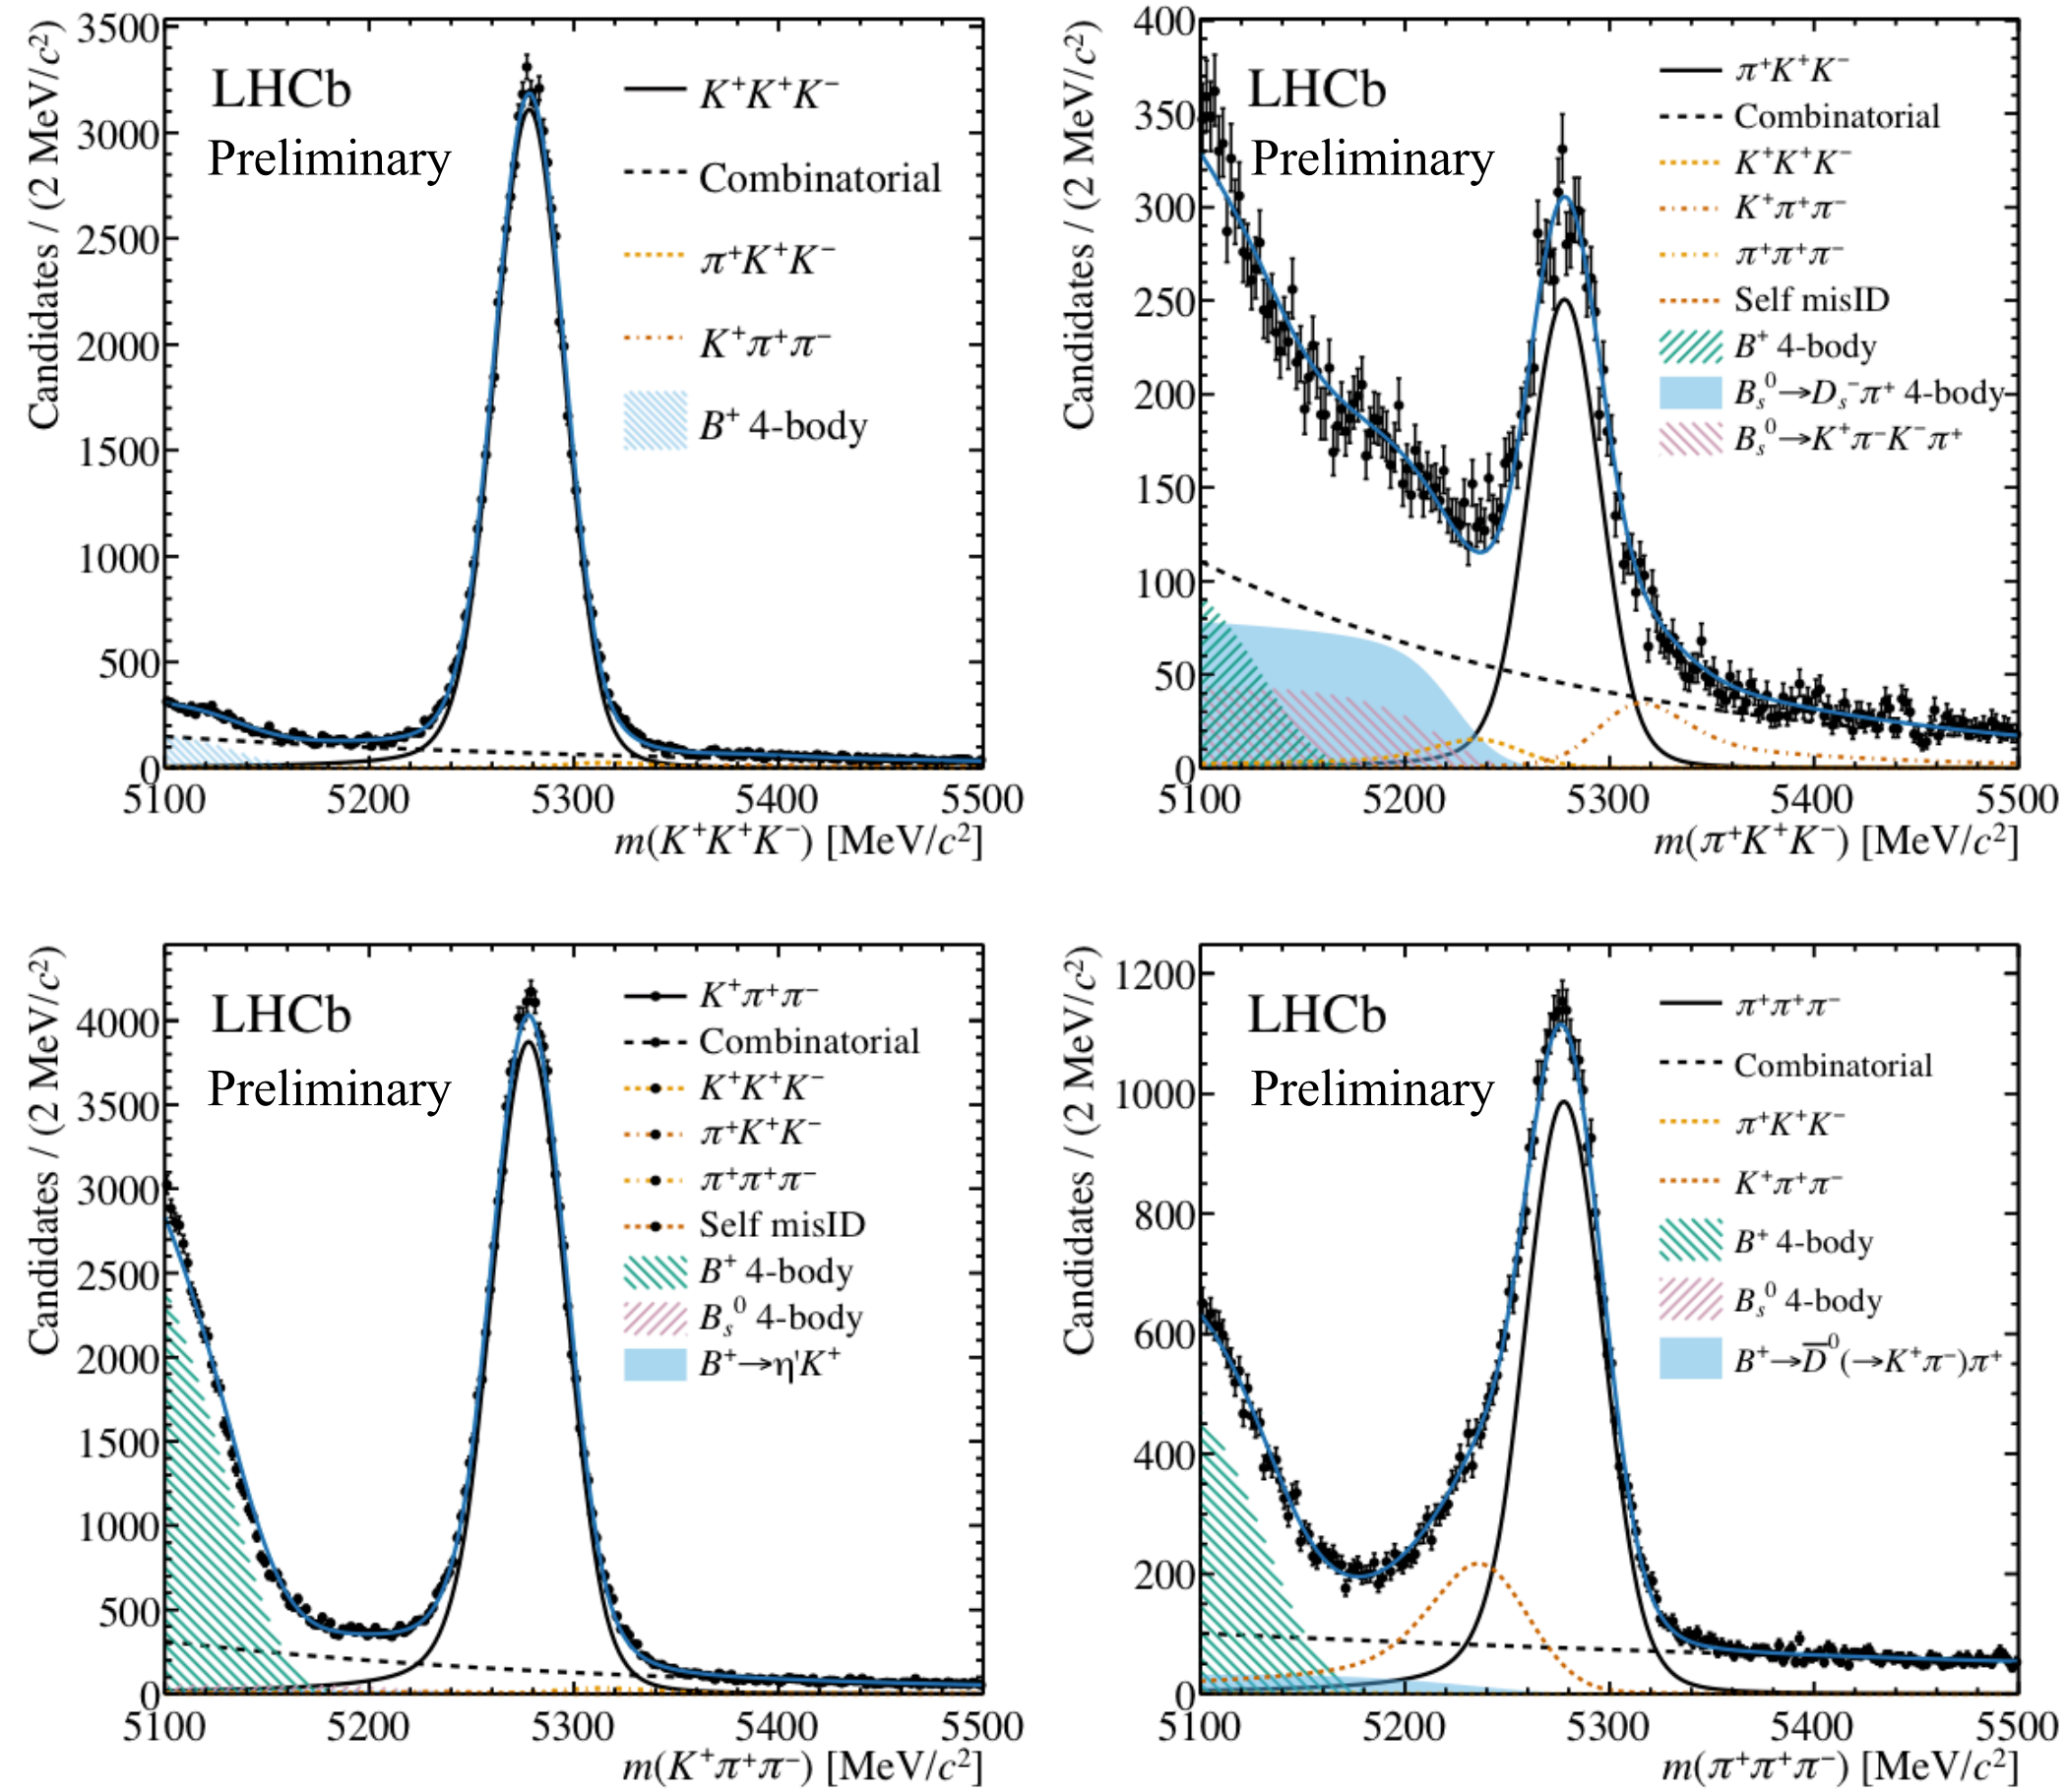 Candidates / (2 MeV/c²)
3500
3000
2500
2000
1500
1000
500
0
LHCb
Preliminary
K⁺K⁺K⁻
Combinatorial
π⁺K⁺K⁻
K⁺π⁺π⁻
B⁺ 4-body
5100 5200 5300 5400 5500
m(K⁺K⁺K⁻) [MeV/c²]
Candidates / (2 MeV/c²)
400
350
300
250
200
150
100
50
0
LHCb
Preliminary
π⁺K⁺K⁻
Combinatorial
K⁺K⁺K⁻
K⁺π⁺π⁻
π⁺π⁺π⁻
Self misID
B⁺ 4-body
Bₛ⁰→Dₛ⁻π⁺ 4-body
Bₛ⁰→K⁺π⁻K⁻π⁺
5100 5200 5300 5400 5500
m(π⁺K⁺K⁻) [MeV/c²]
Candidates / (2 MeV/c²)
4000
3500
3000
2500
2000
1500
1000
500
0
LHCb
Preliminary
K⁺π⁺π⁻
Combinatorial
K⁺K⁺K⁻
π⁺K⁺K⁻
π⁺π⁺π⁻
Self misID
B⁺ 4-body
Bₛ⁰ 4-body
B⁺→η'K⁺
5100 5200 5300 5400 5500
m(K⁺π⁺π⁻) [MeV/c²]
Candidates / (2 MeV/c²)
1200
1000
800
600
400
200
0
LHCb
Preliminary
π⁺π⁺π⁻
Combinatorial
π⁺K⁺K⁻
K⁺π⁺π⁻
B⁺ 4-body
Bₛ⁰ 4-body
B⁺→D̅⁰(→K⁺π⁻)π⁺
5100 5200 5300 5400 5500
m(π⁺π⁺π⁻) [MeV/c²]